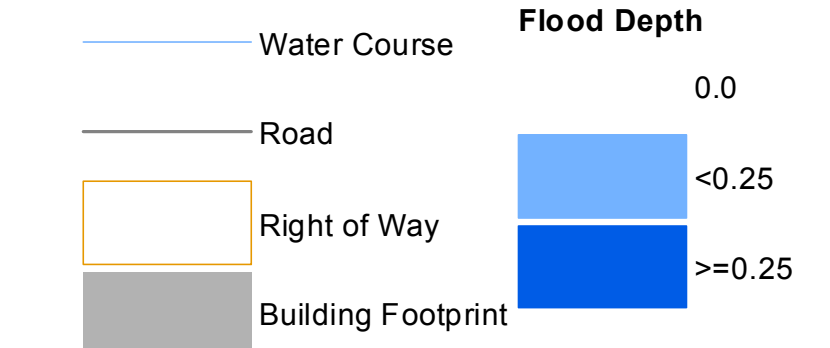 Water Course
Road
Right of Way
Building Footprint
Flood Depth
0.0
<0.25
>=0.25